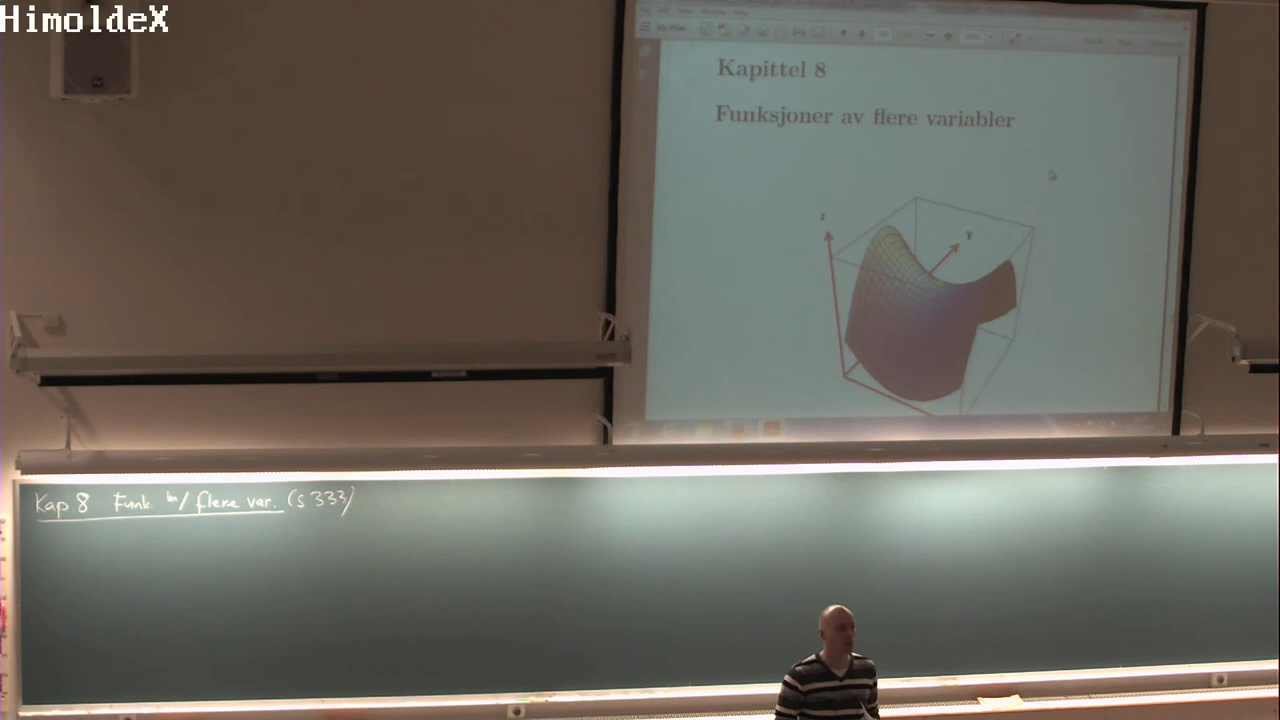 HimoldeX
Kapittel 8
Funksjoner av flere variabler
z
y
Kap 8 Funk. m/ flere var. (s 333)